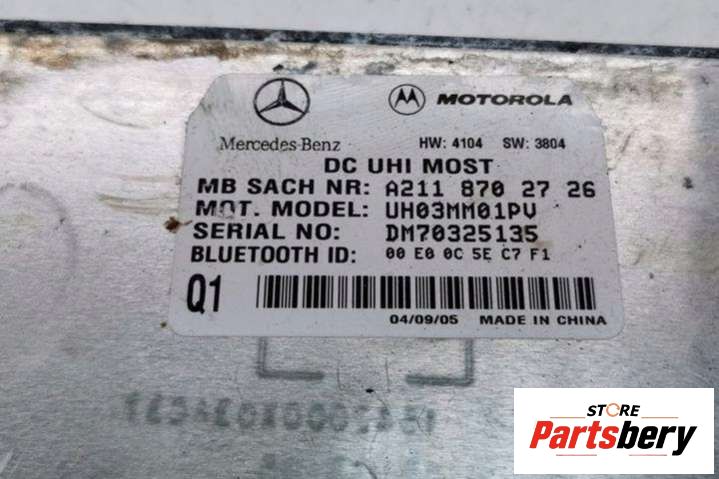 Mercedes-Benz
MOTOROLA
HW: 4104 SW: 3804
DC UHI MOST
MB SACH NR: A211 870 27 26
MOT. MODEL: UH03MM01PV
SERIAL NO: DM70325135
BLUETOOTH ID: 00 E0 0C 5E C7 F1
Q1
04/09/05 MADE IN CHINA
STORE
Partsbery